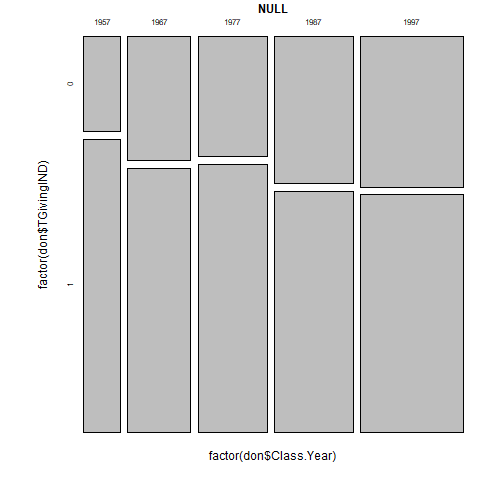 NULL
1957 1967 1977 1987 1997
0
1
factor(don$TGivingIND)
factor(don$Class.Year)